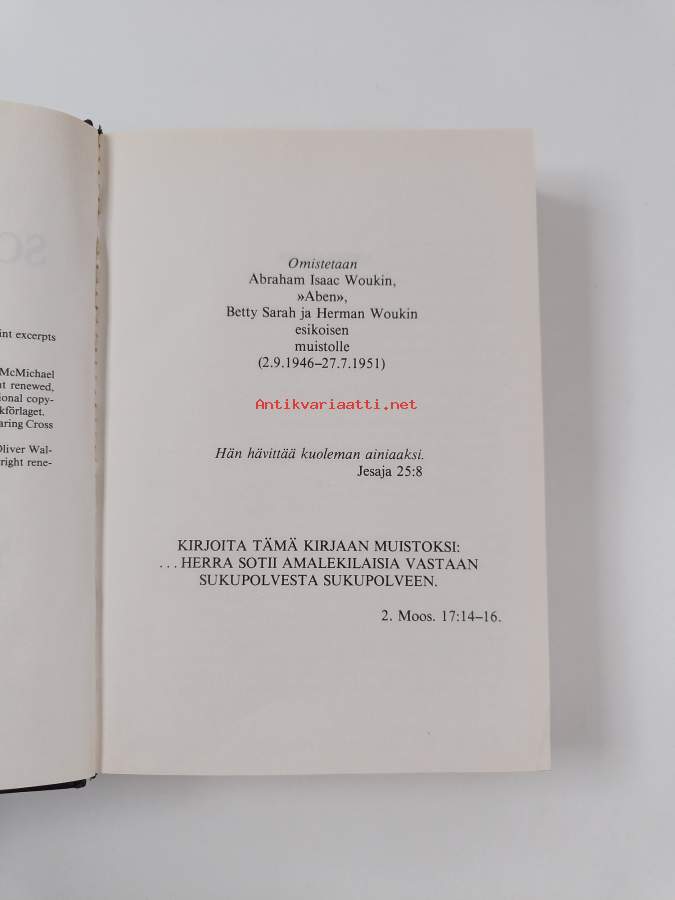 SO
int excerpts
McMichael
nt renewed,
ional copy-
kförlaget.
aring Cross
Oliver Wal-
right rene-
Omistetaan
Abraham Isaac Woukin,
»Aben»,
Betty Sarah ja Herman Woukin
esikoisen
muistolle
(2.9.1946–27.7.1951)
Antikvariaatti.net
Hän hävittää kuoleman ainiaaksi.
Jesaja 25:8
KIRJOITA TÄMÄ KIRJAAN MUISTOKSI:
...HERRA SOTII AMALEKILAISIA VASTAAN
SUKUPOLVESTA SUKUPOLVEEN.
2. Moos. 17:14–16.